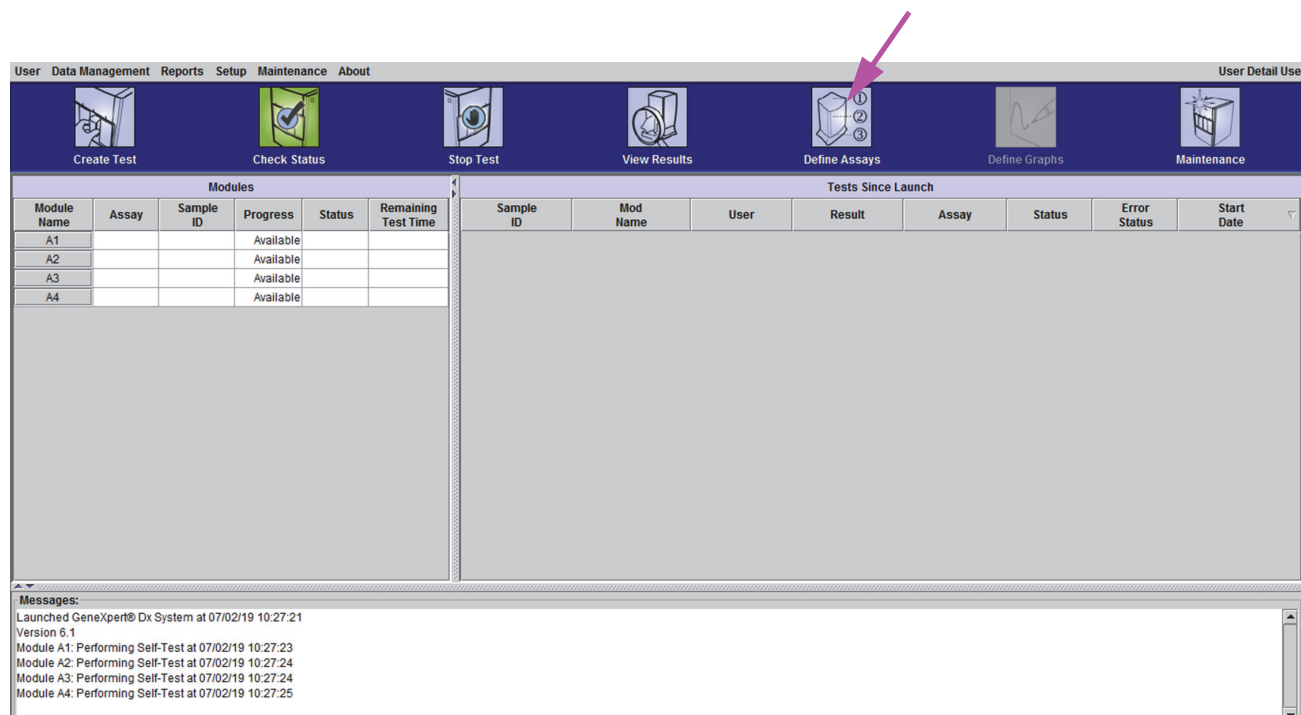 User Data Management Reports Setup Maintenance About User Detail Use
① ② ③
Create Test Check Status Stop Test View Results Define Assays Define Graphs Maintenance
Modules
Module Name Assay Sample ID Progress Status Remaining Test Time
A1 Available
A2 Available
A3 Available
A4 Available
Tests Since Launch
Sample ID Mod Name User Result Assay Status Error Status Start Date
Messages:
Launched GeneXpert® Dx System at 07/02/19 10:27:21
Version 6.1
Module A1: Performing Self-Test at 07/02/19 10:27:23
Module A2: Performing Self-Test at 07/02/19 10:27:24
Module A3: Performing Self-Test at 07/02/19 10:27:24
Module A4: Performing Self-Test at 07/02/19 10:27:25